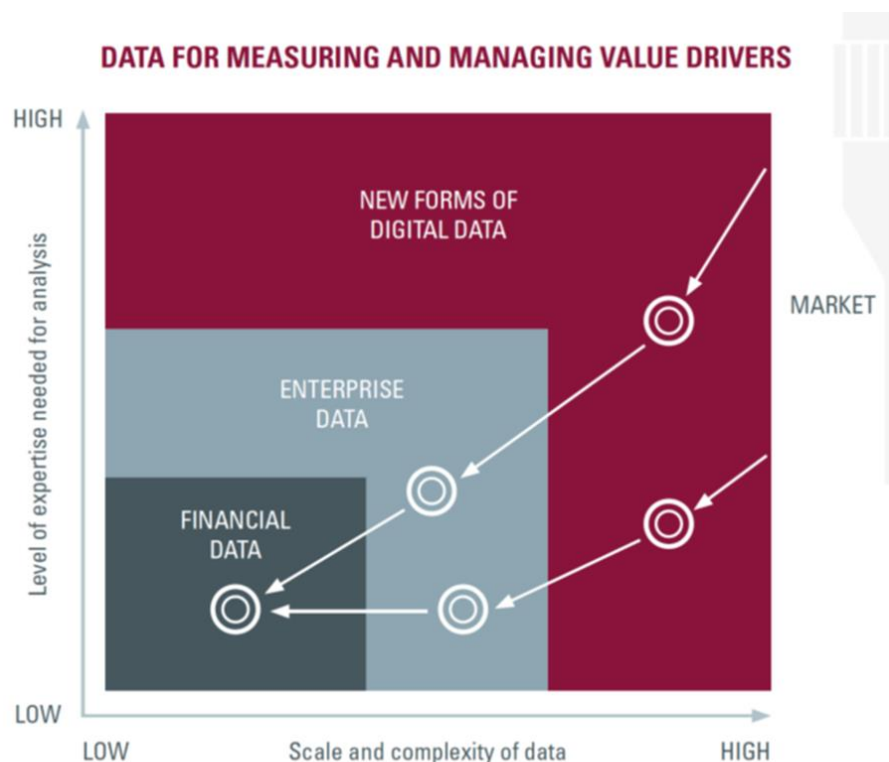 DATA FOR MEASURING AND MANAGING VALUE DRIVERS
HIGH
NEW FORMS OF
DIGITAL DATA
MARKET
Level of expertise needed for analysis
ENTERPRISE
DATA
FINANCIAL
DATA
LOW
LOW
Scale and complexity of data
HIGH